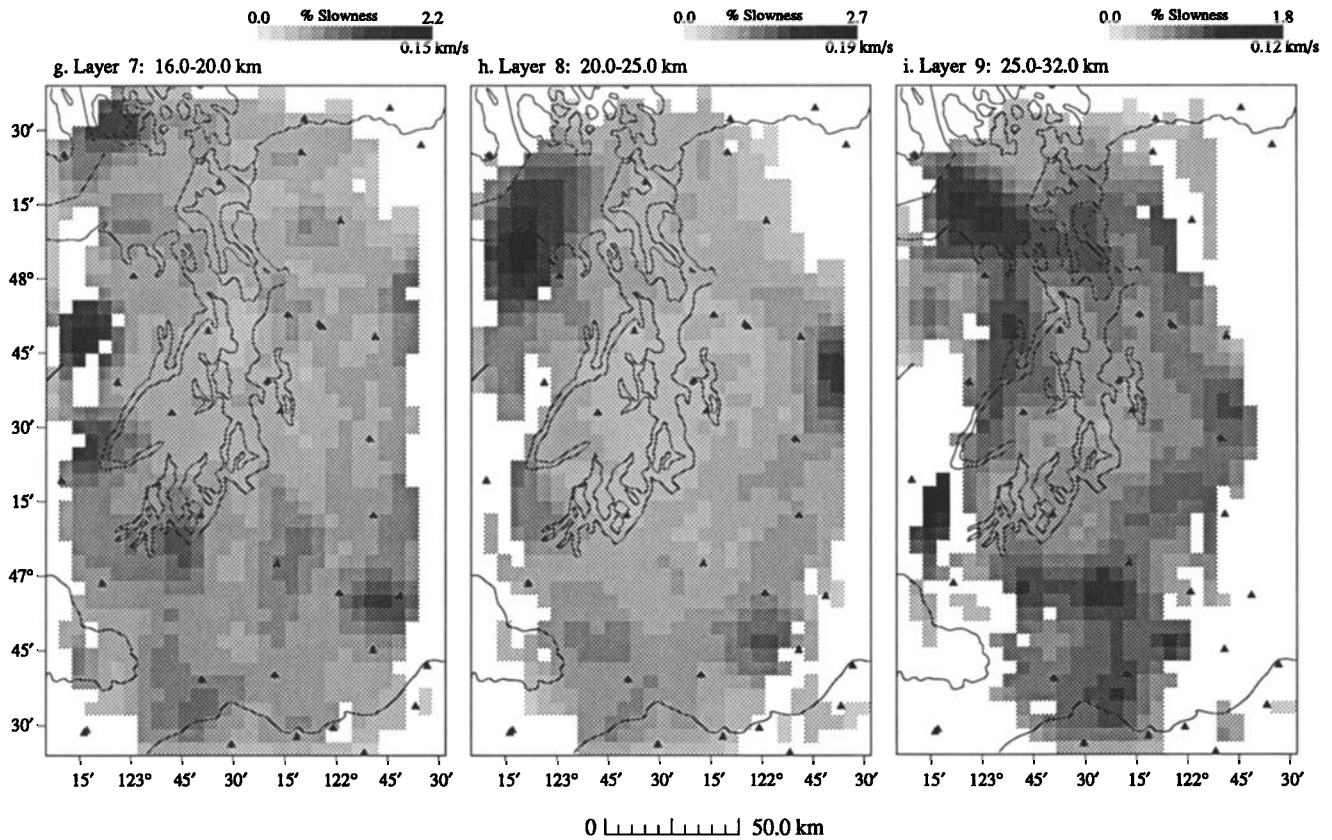 0.0 % Slowness 2.2
0.15 km/s
0.0 % Slowness 2.7
0.19 km/s
0.0 % Slowness 1.8
0.12 km/s
g. Layer 7: 16.0-20.0 km
h. Layer 8: 20.0-25.0 km
i. Layer 9: 25.0-32.0 km
30'
15'
48°
45'
30'
15'
47°
45'
30'
15' 123° 45' 30' 15' 122° 45' 30'
15' 123° 45' 30' 15' 122° 45' 30'
15' 123° 45' 30' 15' 122° 45' 30'
0 50.0 km